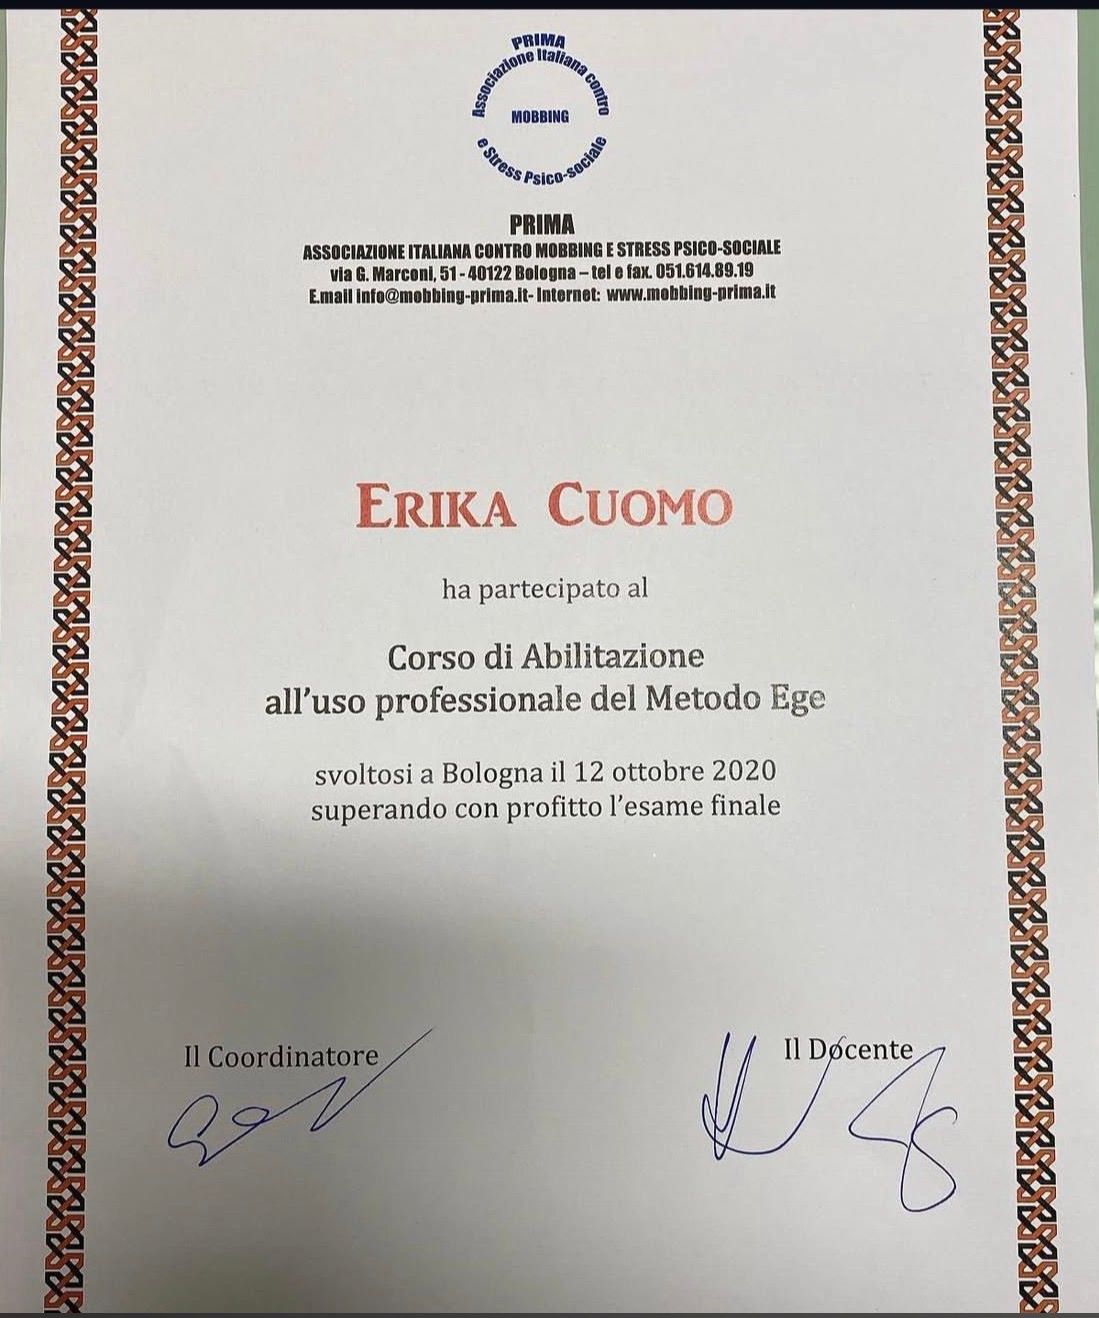 PRIMA
Associazione Italiana contro
MOBBING
e Stress Psico-sociale
PRIMA
ASSOCIAZIONE ITALIANA CONTRO MOBBING E STRESS PSICO-SOCIALE
via G. Marconi, 51 - 40122 Bologna – tel e fax. 051.614.89.19
E.mail info@mobbing-prima.it- Internet: www.mobbing-prima.it
ERIKA CUOMO
ha partecipato al
Corso di Abilitazione
all'uso professionale del Metodo Ege
svoltosi a Bologna il 12 ottobre 2020
superando con profitto l'esame finale
Il Coordinatore
Il Docente